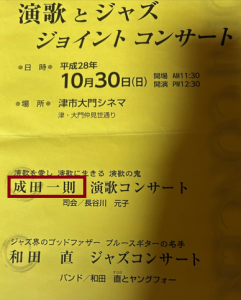 演歌とジャズ
ジョイント コンサート
＊日 時＊ 平成28年
10月30日(日) 開場 AM11:30
開演 PM12:30
＊場 所＊ 津市大門シネマ
津・大門仲見世通り
演歌を愛し 演歌に生きる 演歌の鬼
成田一則 演歌コンサート
司会／長谷川 元子
ジャズ界のゴッドファザー ブルースギターの名手
和田 直 ジャズコンサート
バンド／和田 直とヤングフォー